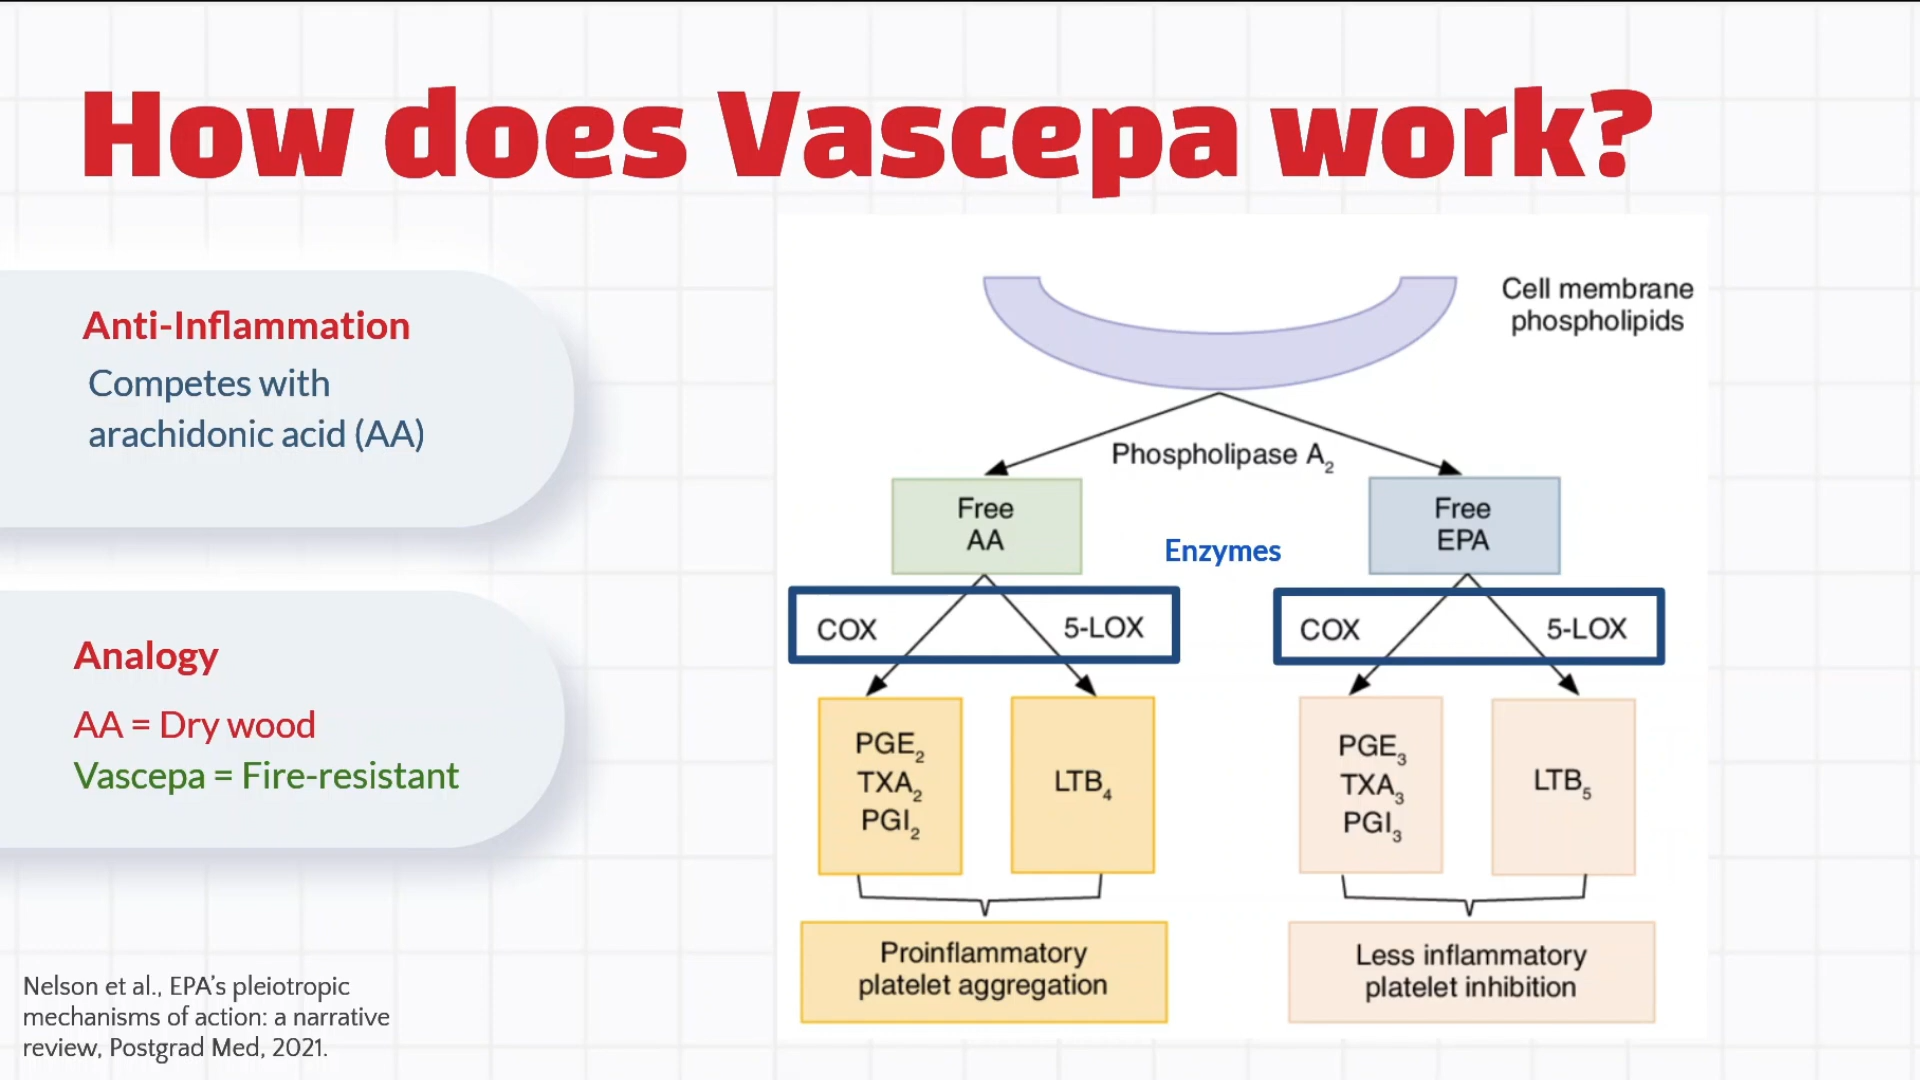 How does Vascepa work?
Anti-Inflammation
Competes with
arachidonic acid (AA)
Analogy
AA = Dry wood
Vascepa = Fire-resistant
Nelson et al., EPA’s pleiotropic
mechanisms of action: a narrative
review, Postgrad Med, 2021.
Cell membrane
phospholipids
Phospholipase A₂
Free
AA
Enzymes
Free
EPA
COX
5-LOX
COX
5-LOX
PGE₂
TXA₂
PGI₂
LTB₄
PGE₃
TXA₃
PGI₃
LTB₅
Proinflammatory
platelet aggregation
Less inflammatory
platelet inhibition